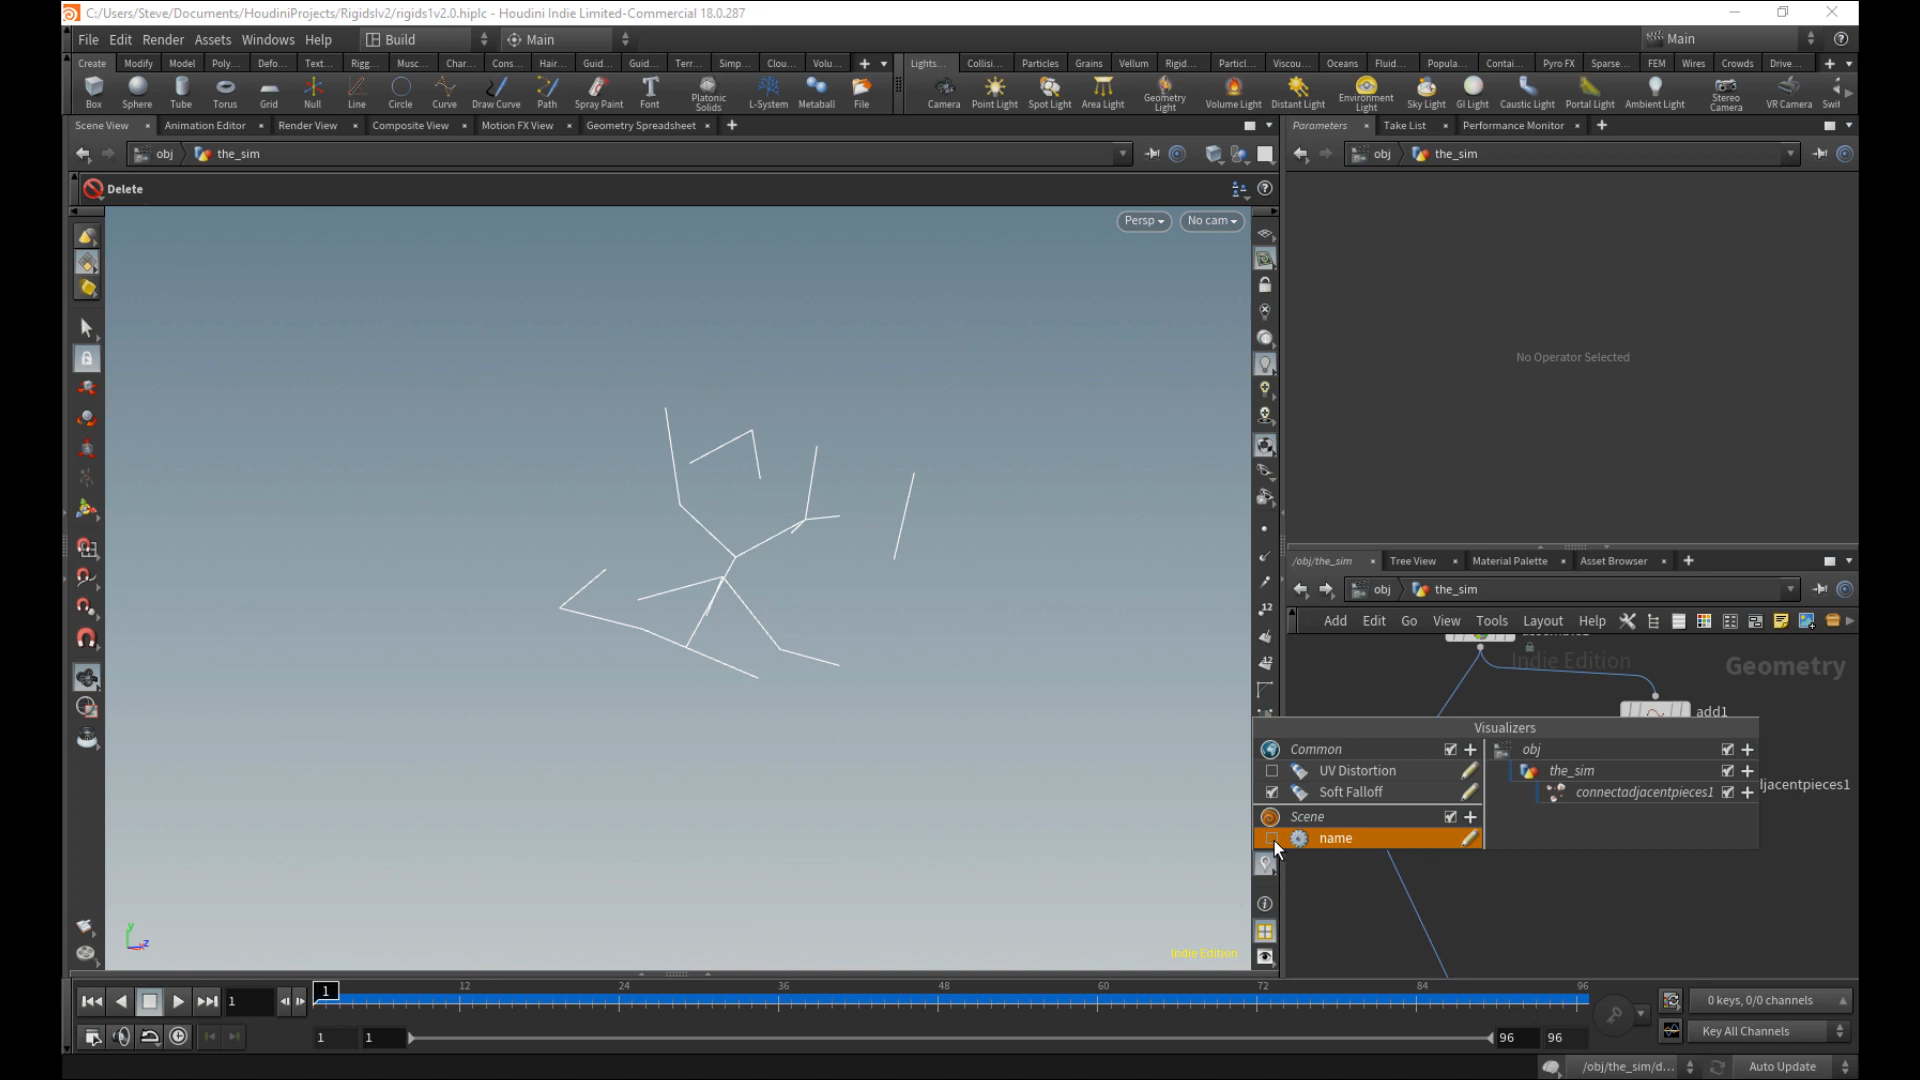 C:/Users/Steve/Documents/HoudiniProjects/Rigidslv2/rigids1v2.0.hiplc - Houdini Indie Limited-Commercial 18.0.287
File Edit Render Assets Windows Help Build Main Main
Create Modify Model Poly... Defo... Text... Rigg... Musc... Char... Cons... Hair... Guid... Guid... Terr... Simp... Clou... Volu... Lights... Collisi... Particles Grains Vellum Rigid... Particl... Viscou... Oceans Fluid... Popula... Contai... Pyro FX Sparse... FEM Wires Crowds Drive...
Box Sphere Tube Torus Grid Null Line Circle Curve Draw Curve Path Spray Paint Font Platonic Solids L-System Metaball File Camera Point Light Spot Light Area Light Geometry Light Volume Light Distant Light Environment Light Sky Light GI Light Caustic Light Portal Light Ambient Light Stereo Camera VR Camera Swit
Scene View Animation Editor Render View Composite View Motion FX View Geometry Spreadsheet Parameters Take List Performance Monitor
obj the_sim obj the_sim
Delete
Persp No cam
No Operator Selected
/obj/the_sim Tree View Material Palette Asset Browser
obj the_sim
Add Edit Go View Tools Layout Help
12
Indie Edition Geometry
12
add1
Visualizers
Common obj
UV Distortion the_sim
Soft Falloff connectadjacentpieces1 ljacentpieces1
Scene
name
y
z
Indie Edition
1 1 12 24 36 48 60 72 84 96 0 keys, 0/0 channels
1 1 96 96 Key All Channels
/obj/the_sim/d... Auto Update